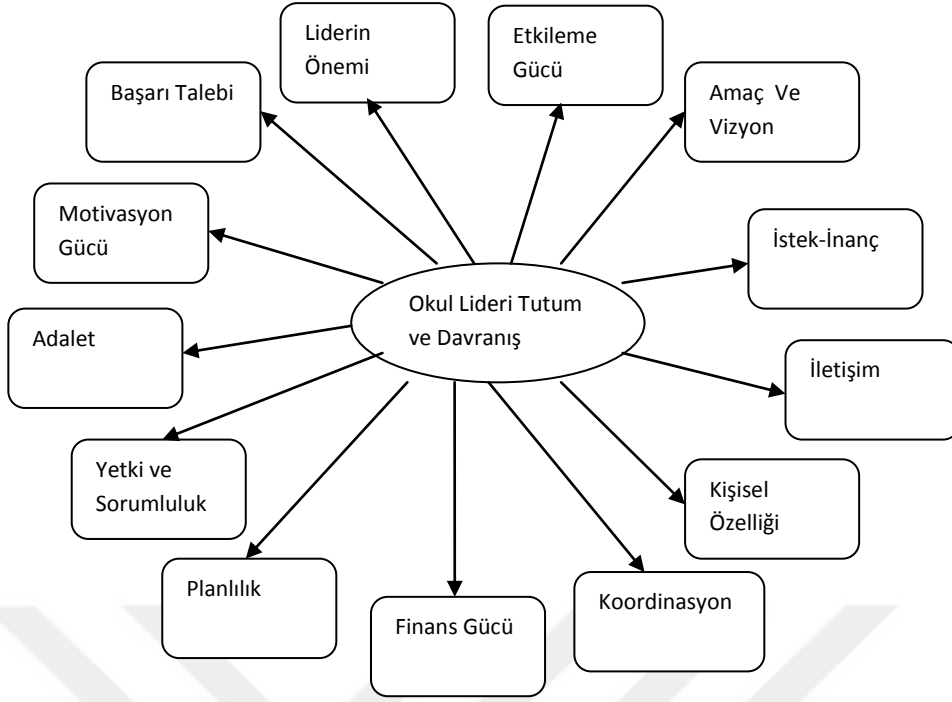 Liderin
Önemi
Etkileme
Gücü
Başarı Talebi
Amaç Ve
Vizyon
Motivasyon
Gücü
İstek-İnanç
Okul Lideri Tutum
ve Davranış
Adalet
İletişim
Yetki ve
Sorumluluk
Kişisel
Özelliği
Planlılık
Finans Gücü
Koordinasyon